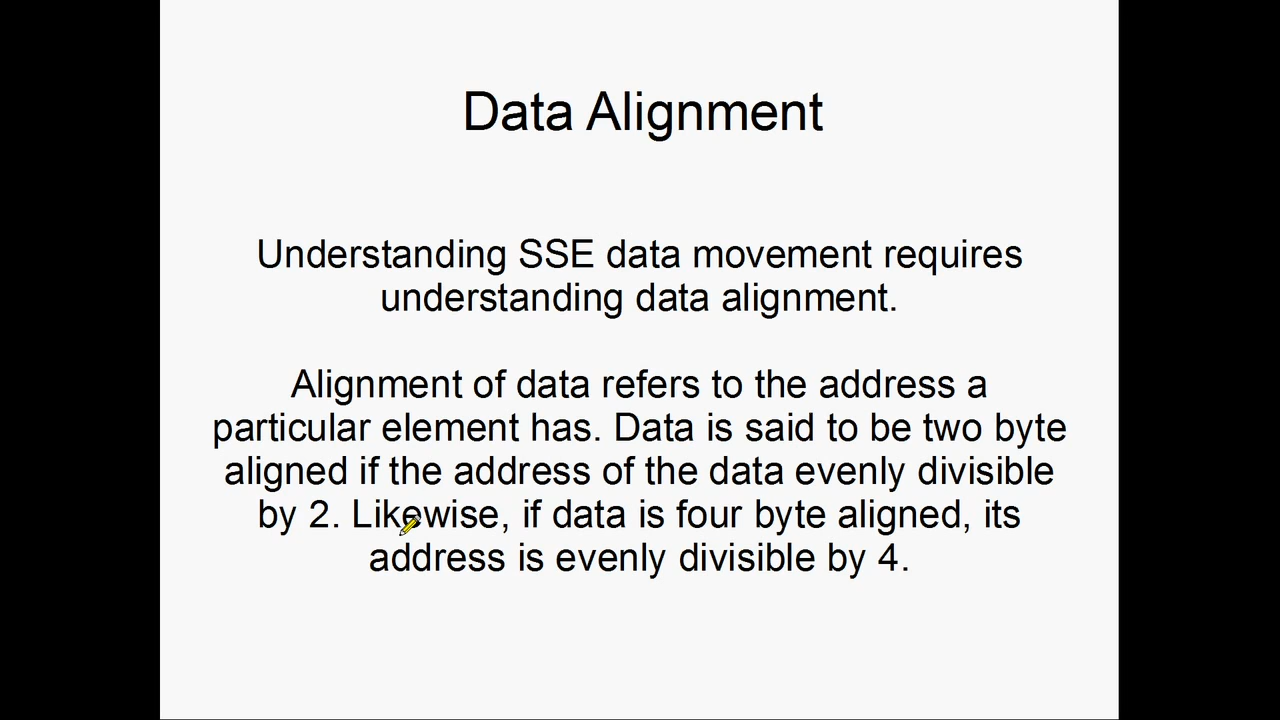 Data Alignment
Understanding SSE data movement requires
understanding data alignment.
Alignment of data refers to the address a
particular element has. Data is said to be two byte
aligned if the address of the data evenly divisible
by 2. Likewise, if data is four byte aligned, its
address is evenly divisible by 4.